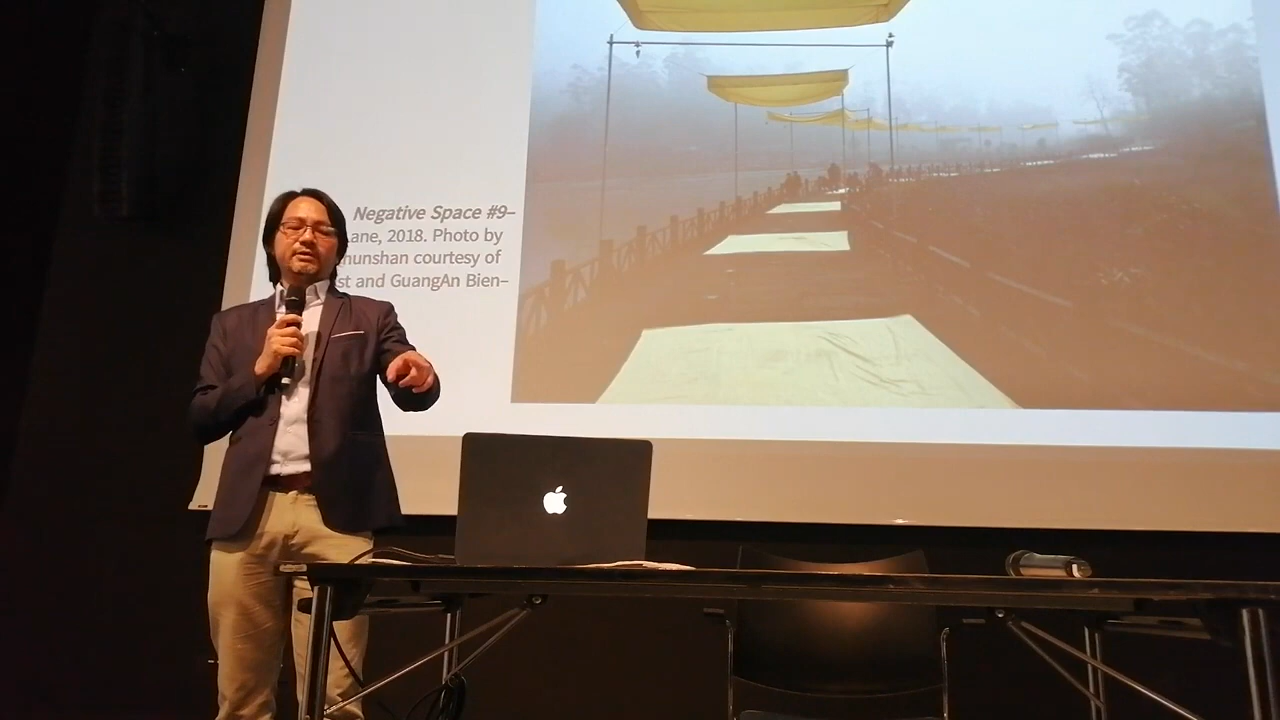 Negative Space #9–
ane, 2018. Photo by
hunshan courtesy of
st and GuangAn Bien–